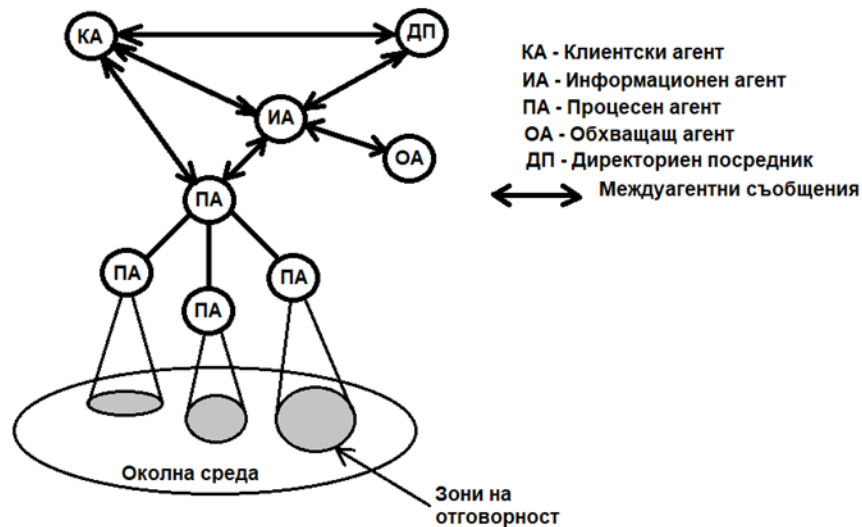 КА
ДП
ИА
ОА
ПА
ПА
ПА
ПА
КА - Клиентски агент
ИА - Информационен агент
ПА - Процесен агент
ОА - Обхващащ агент
ДП - Директориен посредник
Междуагентни съобщения
Околна среда
Зони на
отговорност